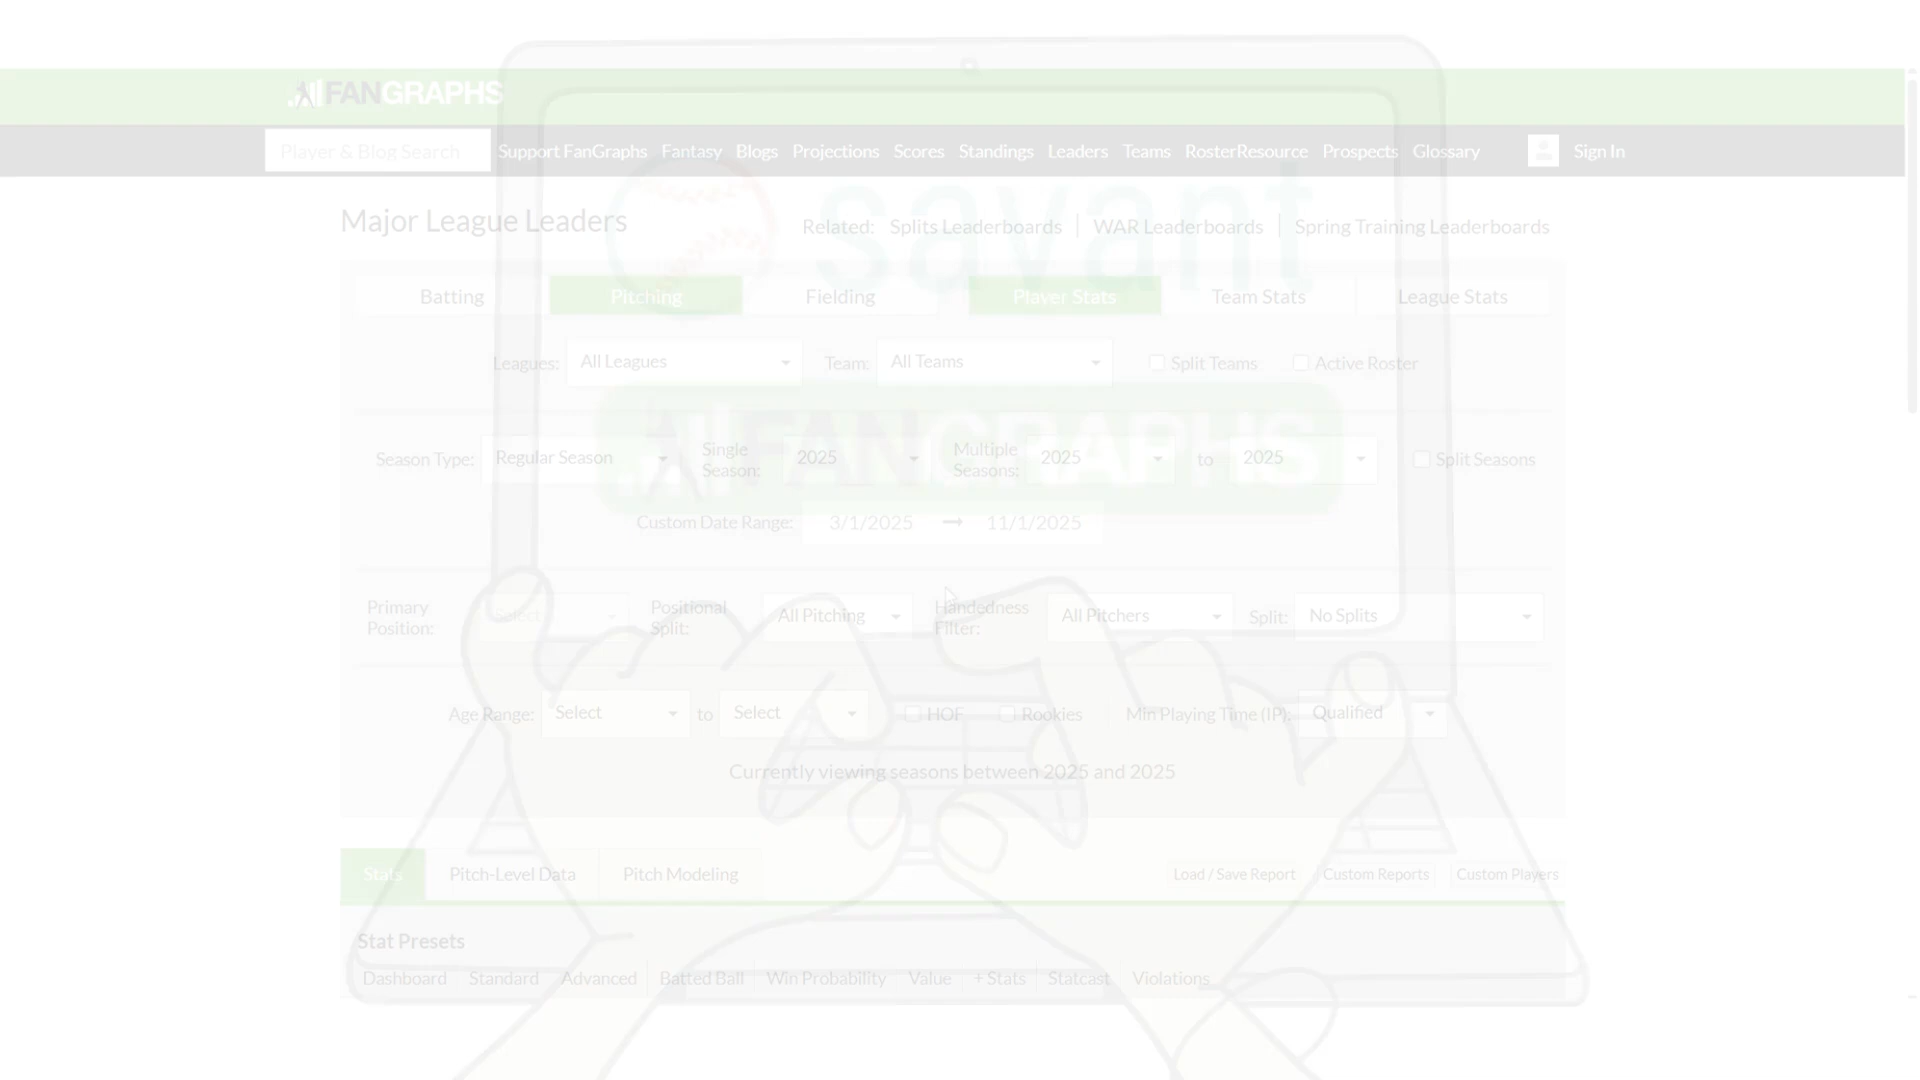 FANGRAPHS
Player & Blog Search Support FanGraphs Fantasy Blogs Projections Scores Standings Leaders Teams RosterResource Prospects Glossary Sign In
savant
Major League Leaders Related: Splits Leaderboards WAR Leaderboards Spring Training Leaderboards
Batting Pitching Fielding Player Stats Team Stats League Stats
Leagues: All Leagues Team: All Teams Split Teams Active Roster
FANGRAPHS
Season Type: Regular Season Single Season: 2025 Multiple Seasons: 2025 to 2025 Split Seasons
Custom Date Range: 3/1/2025 → 11/1/2025
Primary Position: Select Positional Split: All Pitching Handedness Filter: All Pitchers Split: No Splits
Age Range: Select to Select HOF Rookies Min Playing Time (IP): Qualified
Currently viewing seasons between 2025 and 2025
Stats Pitch-Level Data Pitch Modeling Load / Save Report Custom Reports Custom Players
Stat Presets
Dashboard Standard Advanced Batted Ball Win Probability Value + Stats Statcast Violations